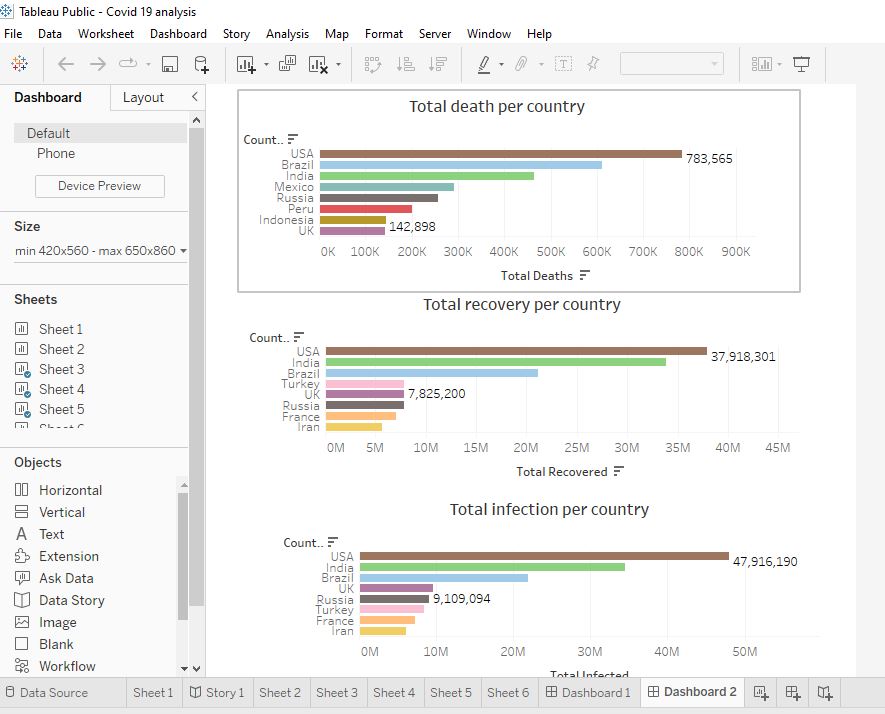 Tableau Public - Covid 19 analysis
File Data Worksheet Dashboard Story Analysis Map Format Server Window Help
Dashboard Layout
Default
Phone
Device Preview
Size
min 420x560 - max 650x860
Sheets
Sheet 1
Sheet 2
Sheet 3
Sheet 4
Sheet 5
Sheet 6
Objects
Horizontal
Vertical
Text
Extension
Ask Data
Data Story
Image
Blank
Workflow
Total death per country
Count..
USA 783,565
Brazil
India
Mexico
Russia
Peru
Indonesia 142,898
UK
0K 100K 200K 300K 400K 500K 600K 700K 800K 900K
Total Deaths
Total recovery per country
Count..
USA 37,918,301
India
Brazil
Turkey
UK 7,825,200
Russia
France
Iran
0M 5M 10M 15M 20M 25M 30M 35M 40M 45M
Total Recovered
Total infection per country
Count..
USA 47,916,190
India
Brazil
UK
Russia 9,109,094
Turkey
France
Iran
0M 10M 20M 30M 40M 50M
Total Infected
Data Source Sheet 1 Story 1 Sheet 2 Sheet 3 Sheet 4 Sheet 5 Sheet 6 Dashboard 1 Dashboard 2